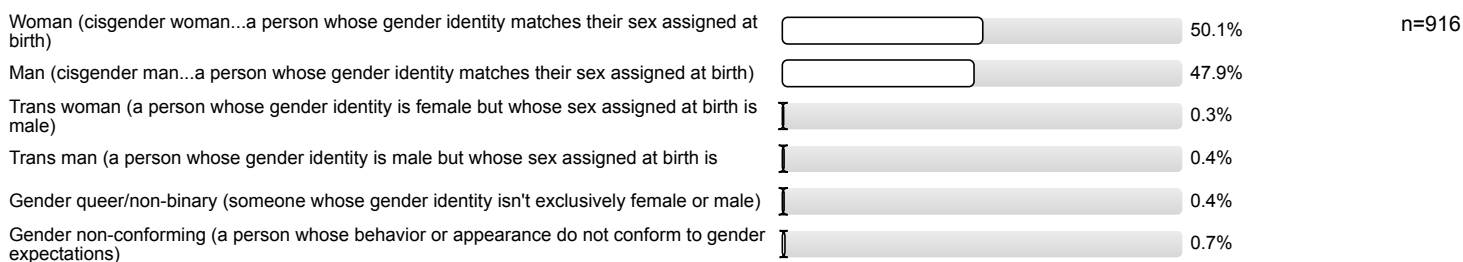 Woman (cisgender woman...a person whose gender identity matches their sex assigned at
birth)
50.1%
n=916
Man (cisgender man...a person whose gender identity matches their sex assigned at birth)
47.9%
Trans woman (a person whose gender identity is female but whose sex assigned at birth is
male)
0.3%
Trans man (a person whose gender identity is male but whose sex assigned at birth is
0.4%
Gender queer/non-binary (someone whose gender identity isn't exclusively female or male)
0.4%
Gender non-conforming (a person whose behavior or appearance do not conform to gender
expectations)
0.7%